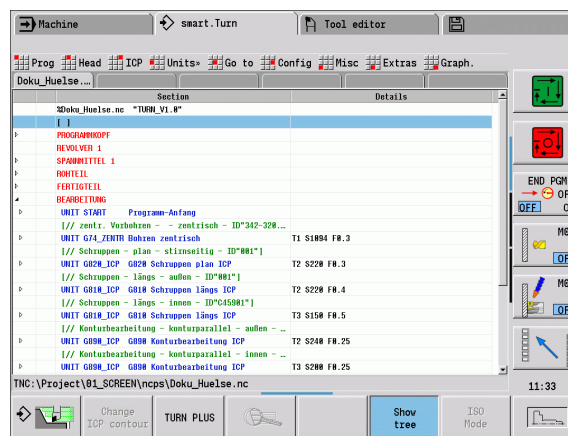 Machine smart.Turn Tool editor
Prog Head ICP Units» Go to Config Misc Extras Graph.
Doku_Huelse....
Section Details
%Doku_Huelse.nc "TURN_V1.0"
[ ]
PROGRAMMKOPF
REVOLVER 1
SPANNMITTEL 1
ROHTEIL
FERTIGTEIL
BEARBEITUNG
UNIT START Programm-Anfang
[// zentr. Vorbohren - - zentrisch - ID"342-320...
UNIT G74_ZENTR Bohren zentrisch T1 S1094 F0.3
[// Schruppen - plan - stirnseitig - ID"001"]
UNIT G820_ICP G820 Schruppen plan ICP T2 S220 F0.3
[// Schruppen - längs - außen - ID"001"]
UNIT G810_ICP G810 Schruppen längs ICP T2 S220 F0.4
[// Schruppen - längs - innen - ID"C45901"]
UNIT G810_ICP G810 Schruppen längs ICP T3 S150 F0.5
[// Konturbearbeitung - konturparallel - außen - ...
UNIT G890_ICP G890 Konturbearbeitung ICP T2 S240 F0.25
[// Konturbearbeitung - konturparallel - innen - ...
UNIT G890_ICP G890 Konturbearbeitung ICP T3 S200 F0.25
TNC:\Project\01_SCREEN\ncps\Doku_Huelse.nc
END PGM
OFF
11:33
Change ICP contour
TURN PLUS
Show tree
ISO Mode